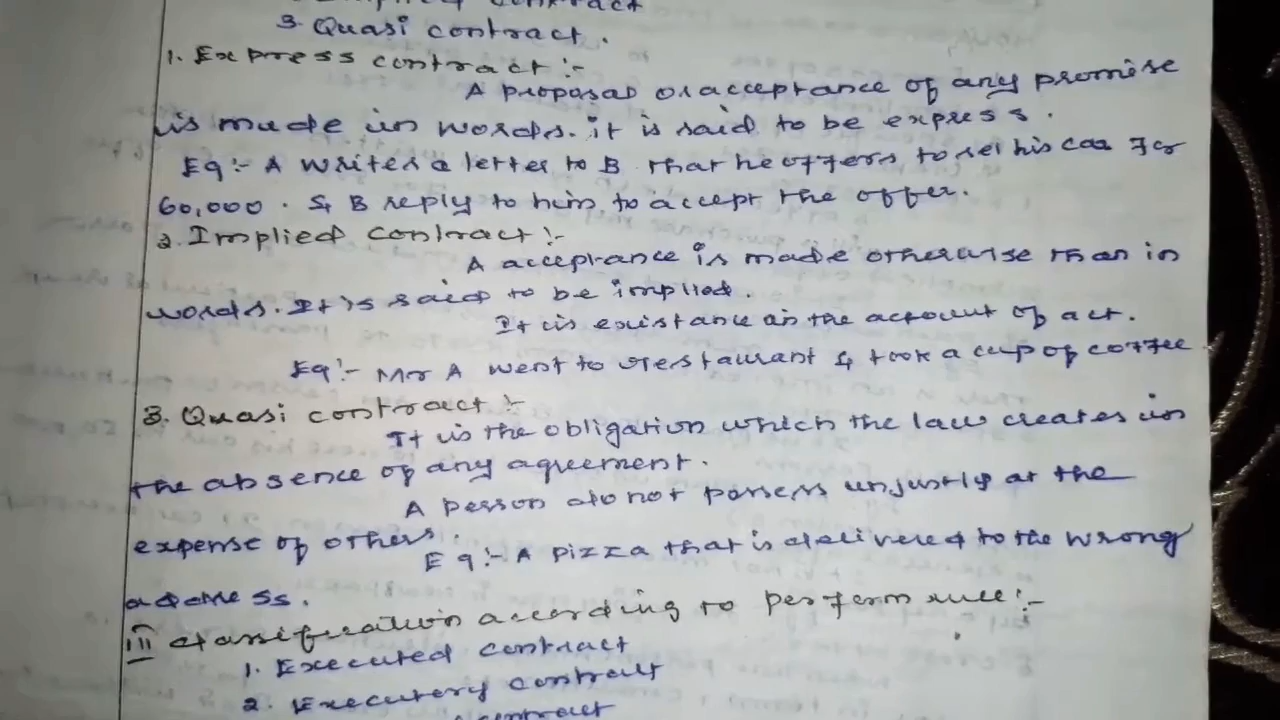 Implied contract
3. Quasi contract.
1. Express contract :-
A proposal or acceptance of any promise
is made in words. it is said to be express.
Eg :- A writes a letter to B that he offers to sel his car For
60,000. & B reply to him to accept the offer.
2. Implied contract :-
A acceptance is made otherwise than in
words. It is said to be implied.
It is existance in the account of act.
Eg :- Mr A went to restaurant & took a cup of coffee
3. Quasi contract :-
It is the obligation which the law creates in
the absence of any agreement.
A person do not possess unjustly at the
expense of others.
Eg :- A pizza that is delivered to the wrong
address.
iii classification according to perform :-
1. Executed contract
2. Executery contract
contract